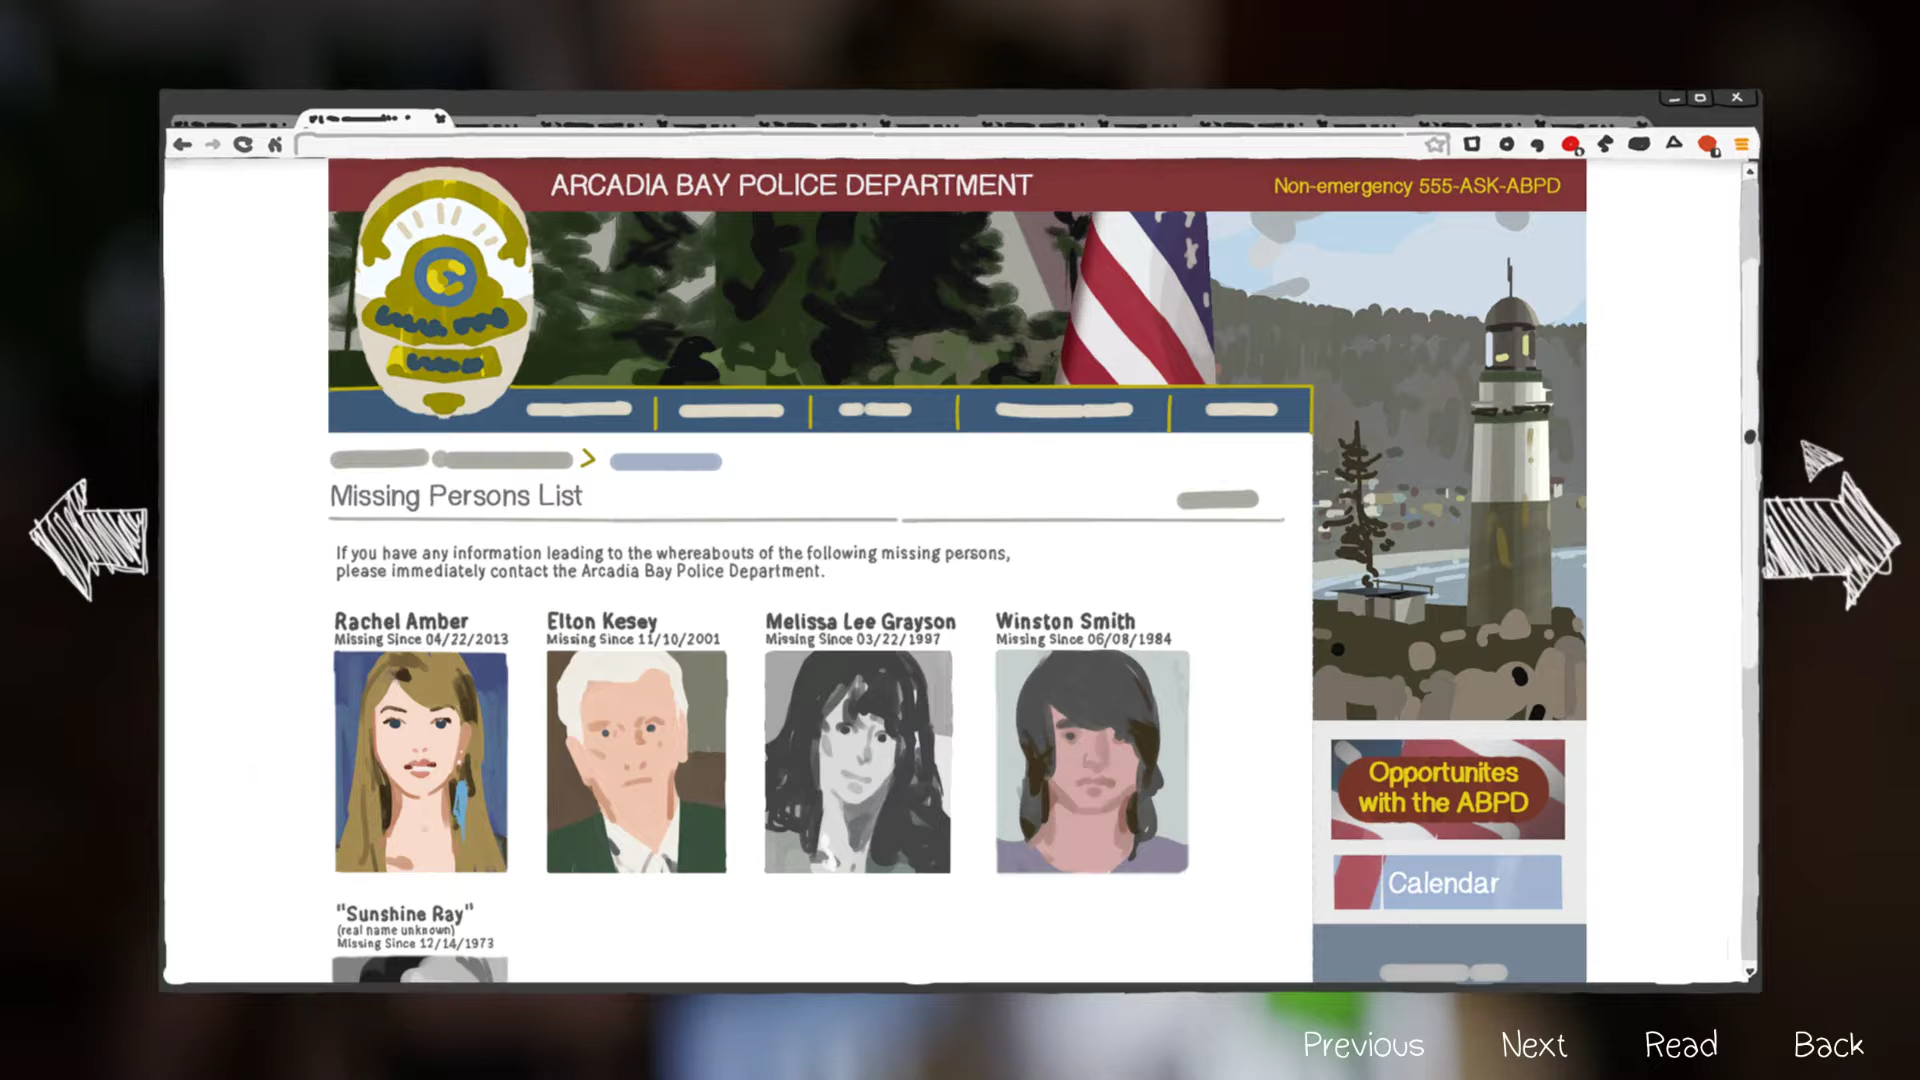 ARCADIA BAY POLICE DEPARTMENT
Non-emergency 555-ASK-ABPD
Missing Persons List
If you have any information leading to the whereabouts of the following missing persons,
please immediately contact the Arcadia Bay Police Department.
Rachel Amber
Missing Since 04/22/2013
Elton Kesey
Missing Since 11/10/2001
Melissa Lee Grayson
Missing Since 03/22/1997
Winston Smith
Missing Since 06/08/1984
"Sunshine Ray"
(real name unknown)
Missing Since 12/14/1973
Opportunites
with the ABPD
Calendar
Previous
Next
Read
Back